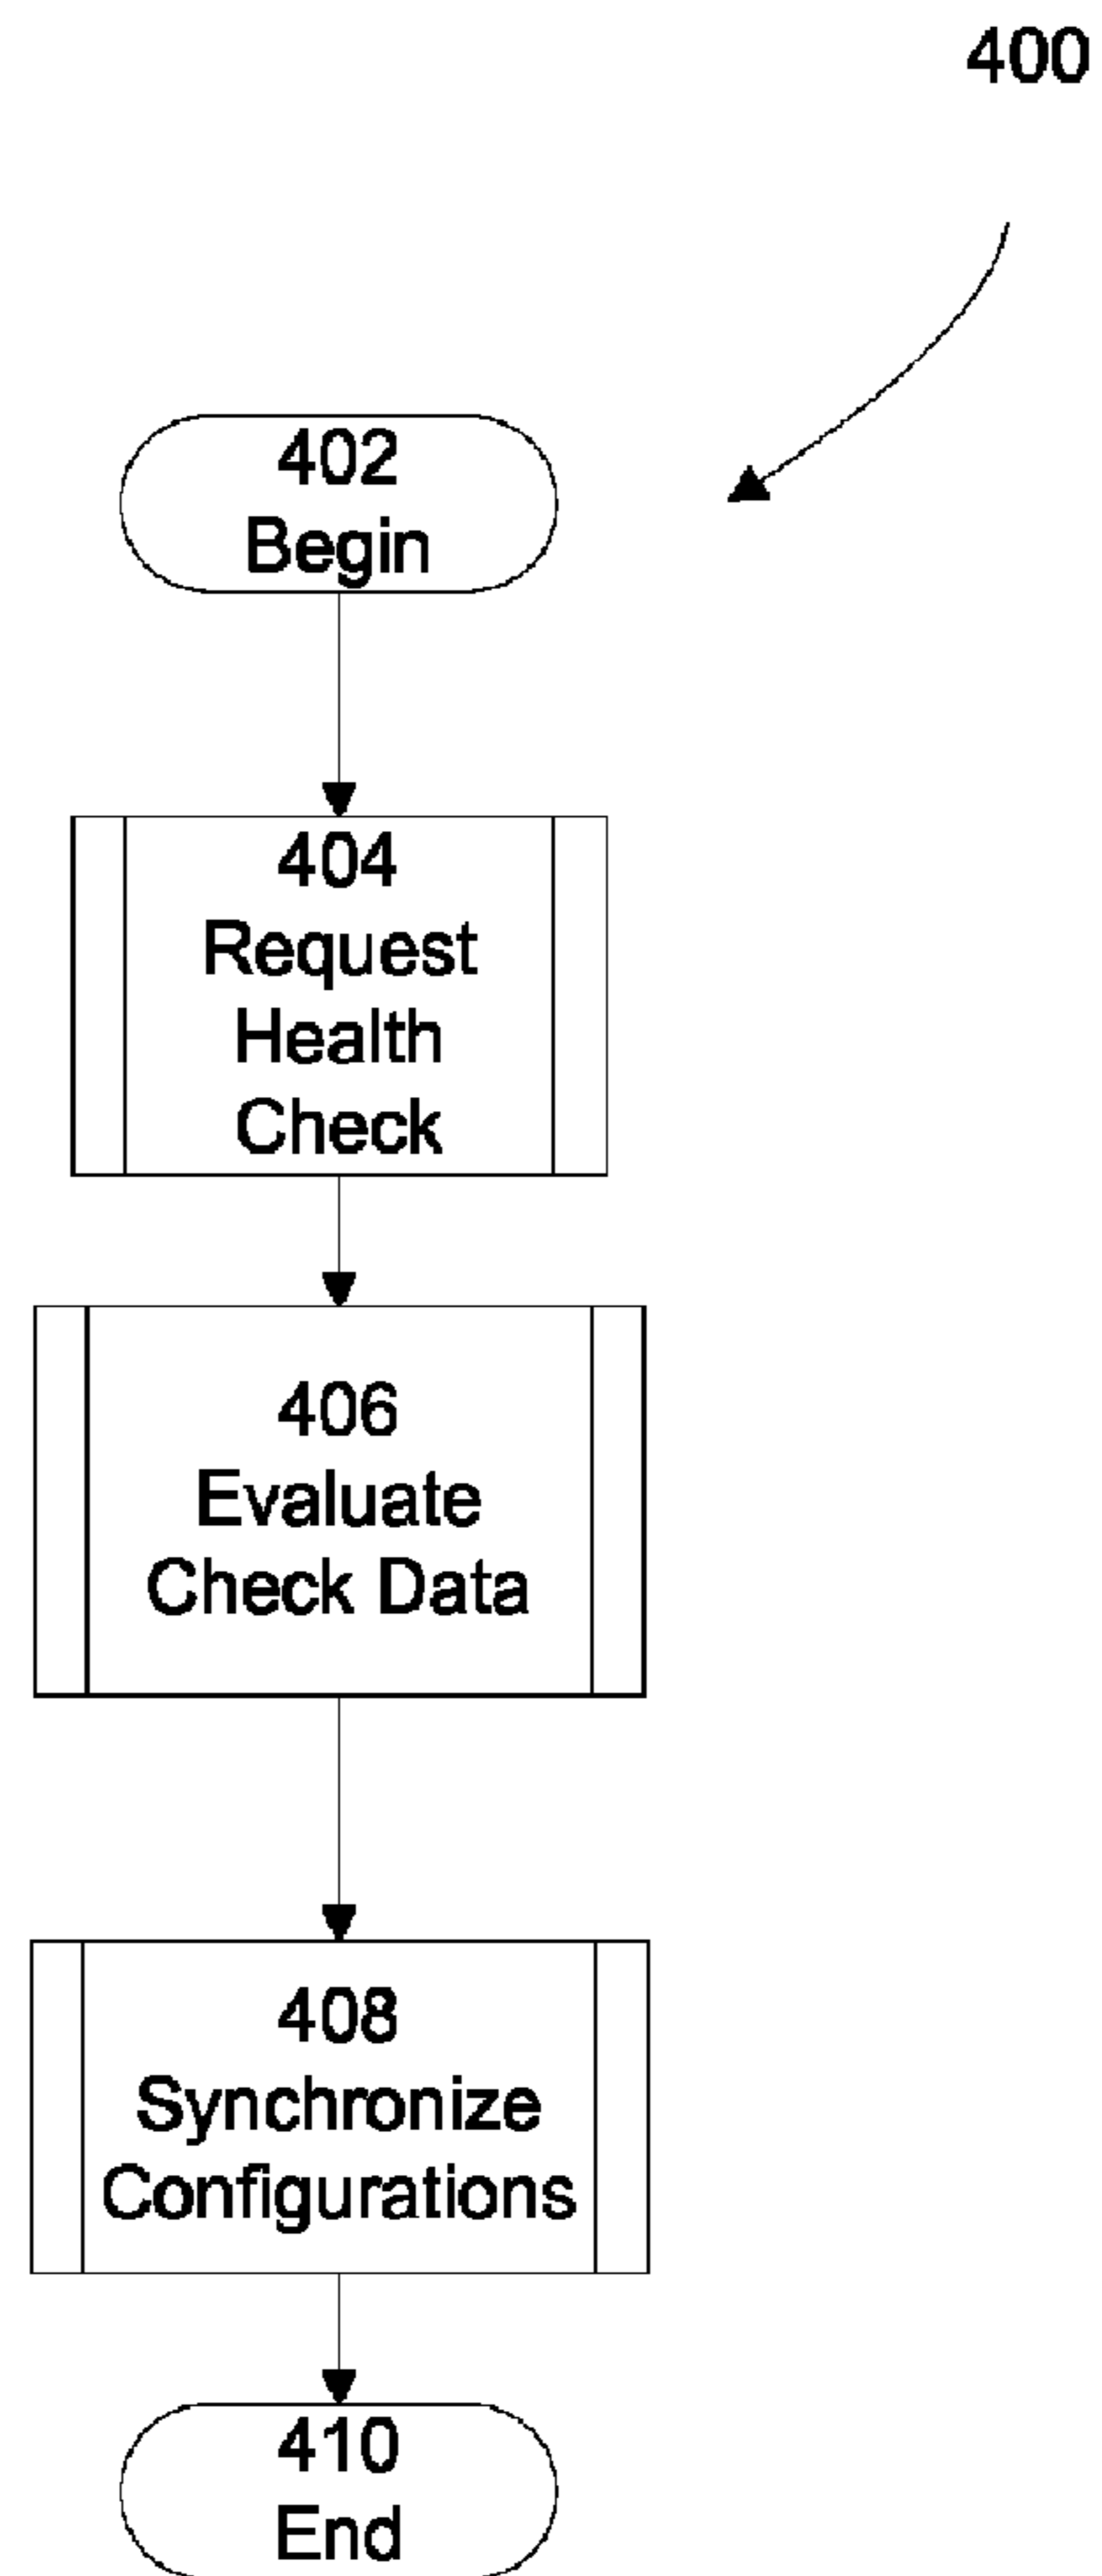 400
402
Begin
404
Request
Health
Check
406
Evaluate
Check Data
408
Synchronize
Configurations
410
End